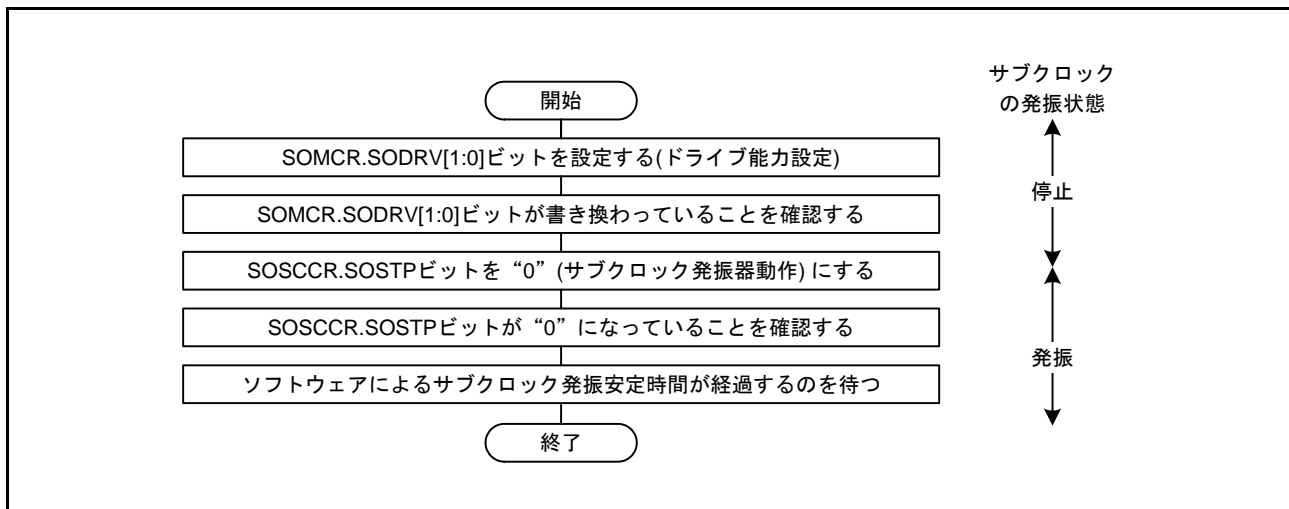 サブクロック
の発振状態
開始
SOMCR.SODRV[1:0]ビットを設定する(ドライブ能力設定)
停止
SOMCR.SODRV[1:0]ビットが書き換わっていることを確認する
SOSCCR.SOSTPビットを“0”(サブクロック発振器動作) にする
SOSCCR.SOSTPビットが“0”になっていることを確認する
発振
ソフトウェアによるサブクロック発振安定時間が経過するのを待つ
終了